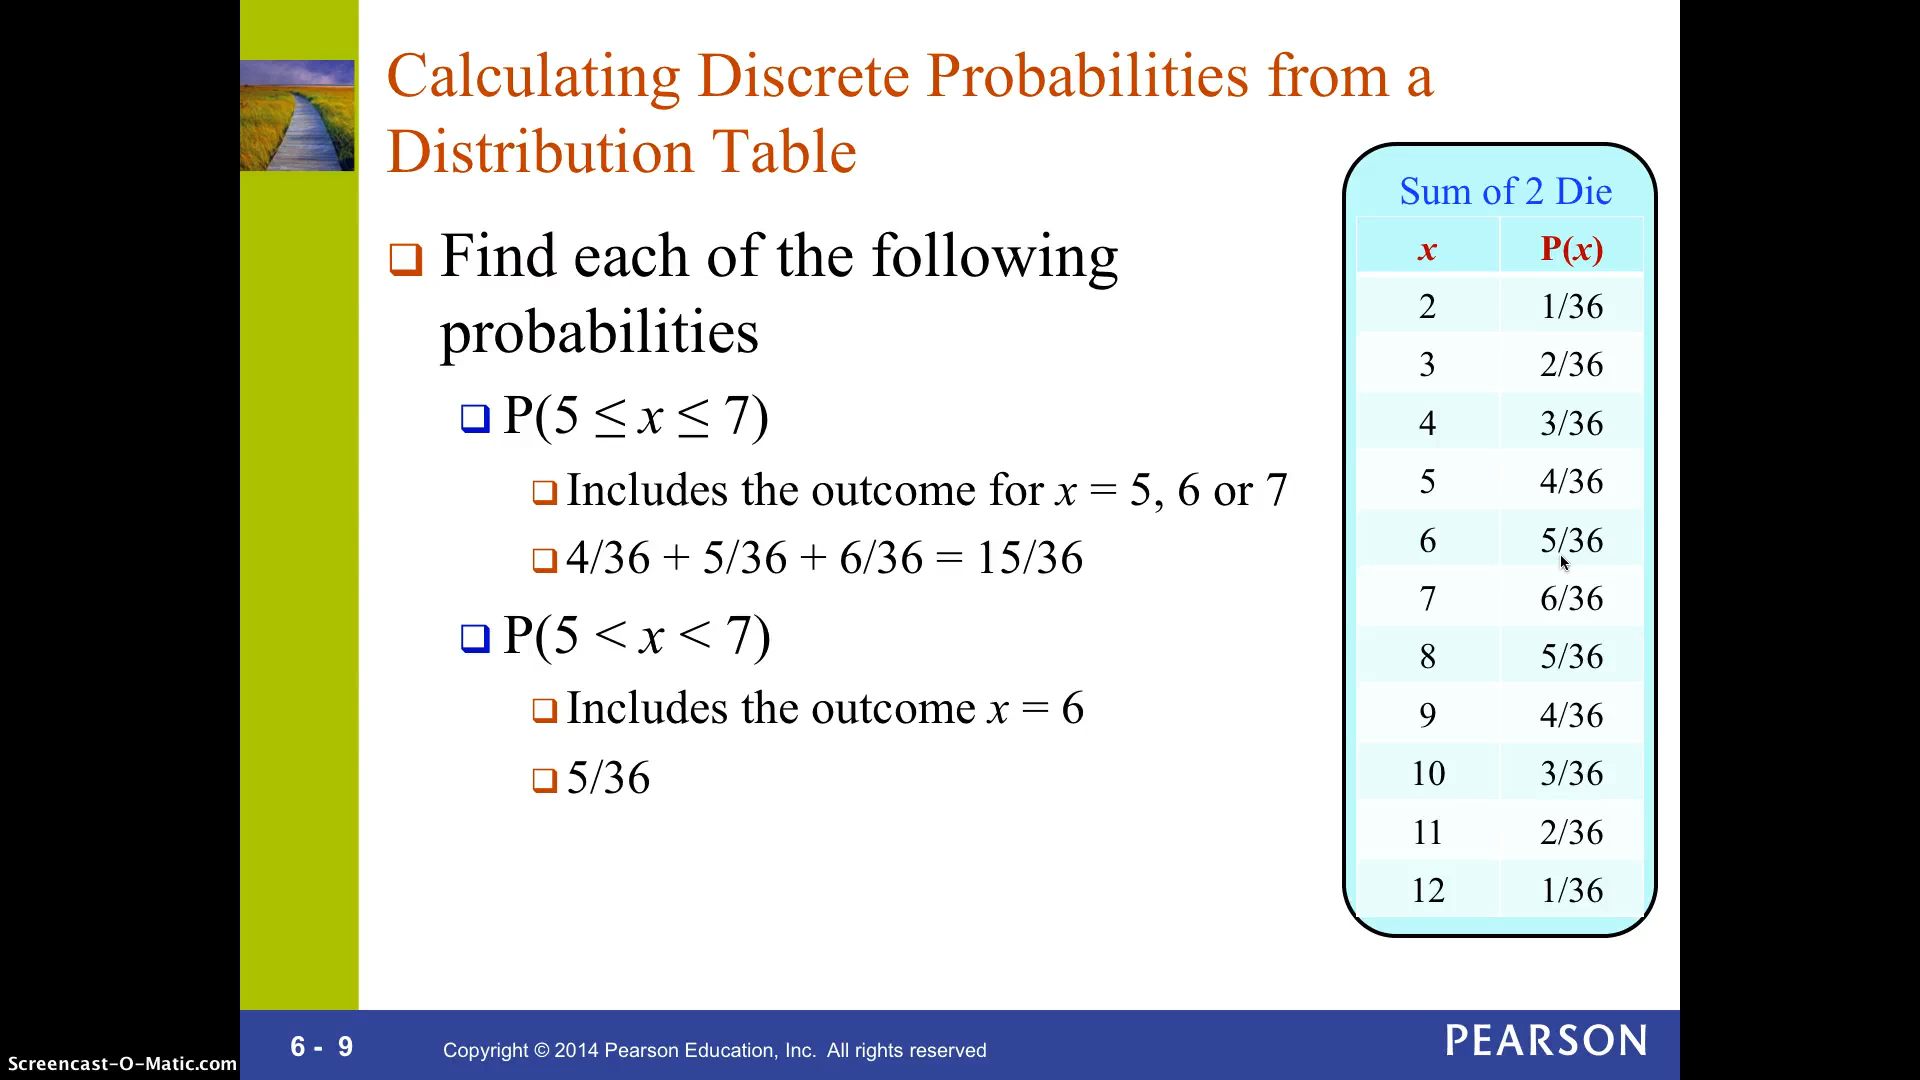 Calculating Discrete Probabilities from a
Distribution Table
Find each of the following
probabilities
P(5 ≤ x ≤ 7)
Includes the outcome for x = 5, 6 or 7
4/36 + 5/36 + 6/36 = 15/36
P(5 < x < 7)
Includes the outcome x = 6
5/36
Sum of 2 Die
x P(x)
2 1/36
3 2/36
4 3/36
5 4/36
6 5/36
7 6/36
8 5/36
9 4/36
10 3/36
11 2/36
12 1/36
6 - 9
Copyright © 2014 Pearson Education, Inc. All rights reserved
PEARSON
Screencast-O-Matic.com